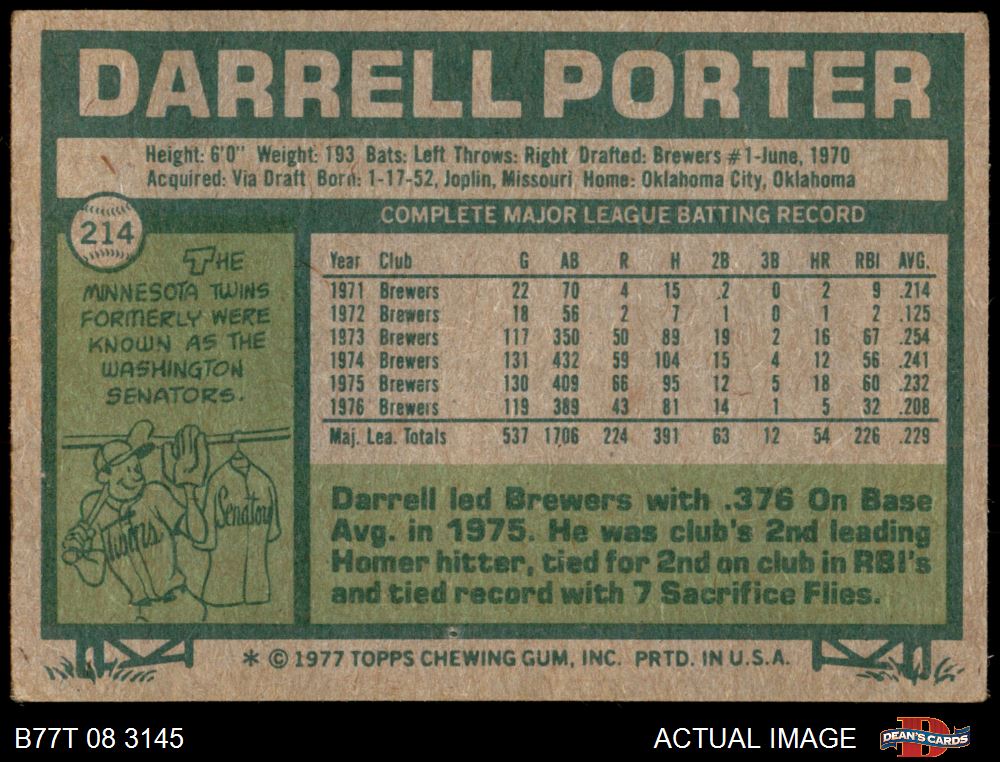 DARRELL PORTER
Height: 6'0" Weight: 193 Bats: Left Throws: Right Drafted: Brewers #1-June, 1970
Acquired: Via Draft Born: 1-17-52, Joplin, Missouri Home: Oklahoma City, Oklahoma
214
THE
MINNESOTA TWINS
FORMERLY WERE
KNOWN AS THE
WASHINGTON
SENATORS.
Twins
Senators
COMPLETE MAJOR LEAGUE BATTING RECORD
Year Club G AB R H 2B 3B HR RBI AVG.
1971 Brewers 22 70 4 15 2 0 2 9 .214
1972 Brewers 18 56 2 7 1 0 1 2 .125
1973 Brewers 117 350 50 89 19 2 16 67 .254
1974 Brewers 131 432 59 104 15 4 12 56 .241
1975 Brewers 130 409 66 95 12 5 18 60 .232
1976 Brewers 119 389 43 81 14 1 5 32 .208
Maj. Lea. Totals 537 1706 224 391 63 12 54 226 .229
Darrell led Brewers with .376 On Base
Avg. in 1975. He was club's 2nd leading
Homer hitter, tied for 2nd on club in RBI's
and tied record with 7 Sacrifice Flies.
* © 1977 TOPPS CHEWING GUM, INC. PRTD. IN U.S.A.
B77T 08 3145
ACTUAL IMAGE
D
DEAN'S CARDS